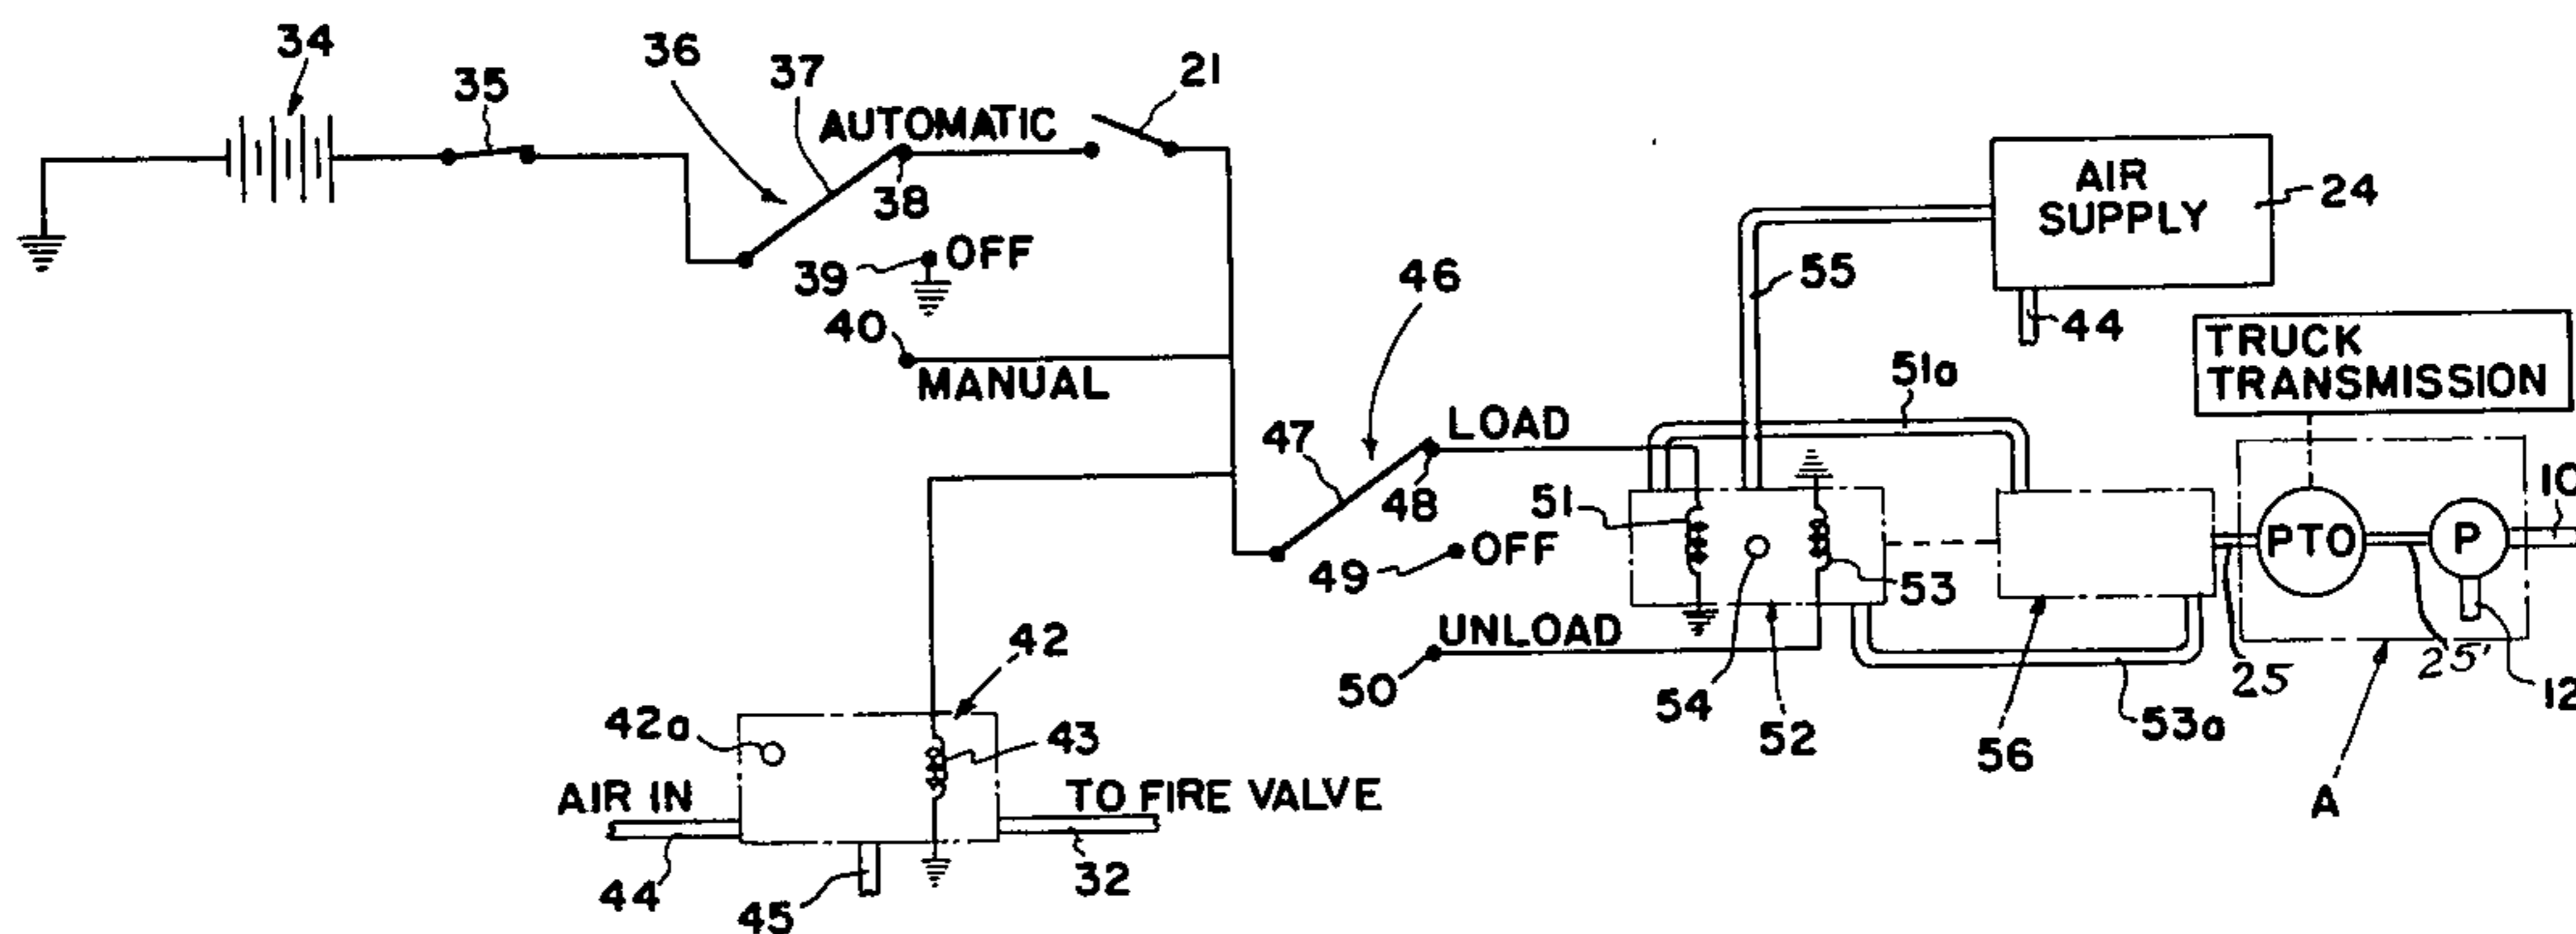 34
35
36
37
AUTOMATIC
21
38
39
OFF
40
MANUAL
AIR
SUPPLY
24
55
44
46
TRUCK
TRANSMISSION
51a
47
LOAD
48
51
49
OFF
53
PTO
P
10
12
UNLOAD
50
54
52
56
53a
25
25'
A
42
42a
43
AIR IN
TO FIRE VALVE
44
45
32